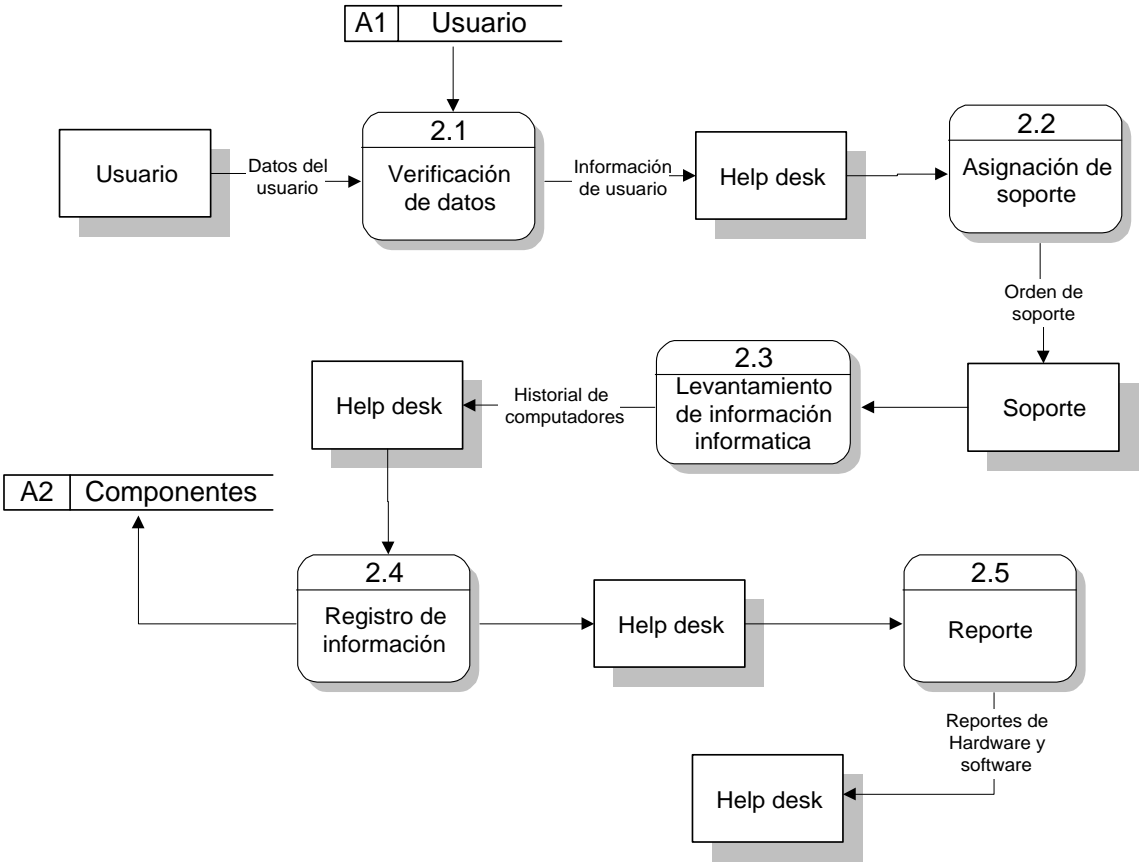 A1 Usuario
2.1
Verificación
de datos
Usuario
Datos del
usuario
Información
de usuario
Help desk
2.2
Asignación de
soporte
Orden de
soporte
Soporte
2.3
Levantamiento
de información
informatica
Historial de
computadores
Help desk
A2 Componentes
2.4
Registro de
información
Help desk
2.5
Reporte
Reportes de
Hardware y
software
Help desk